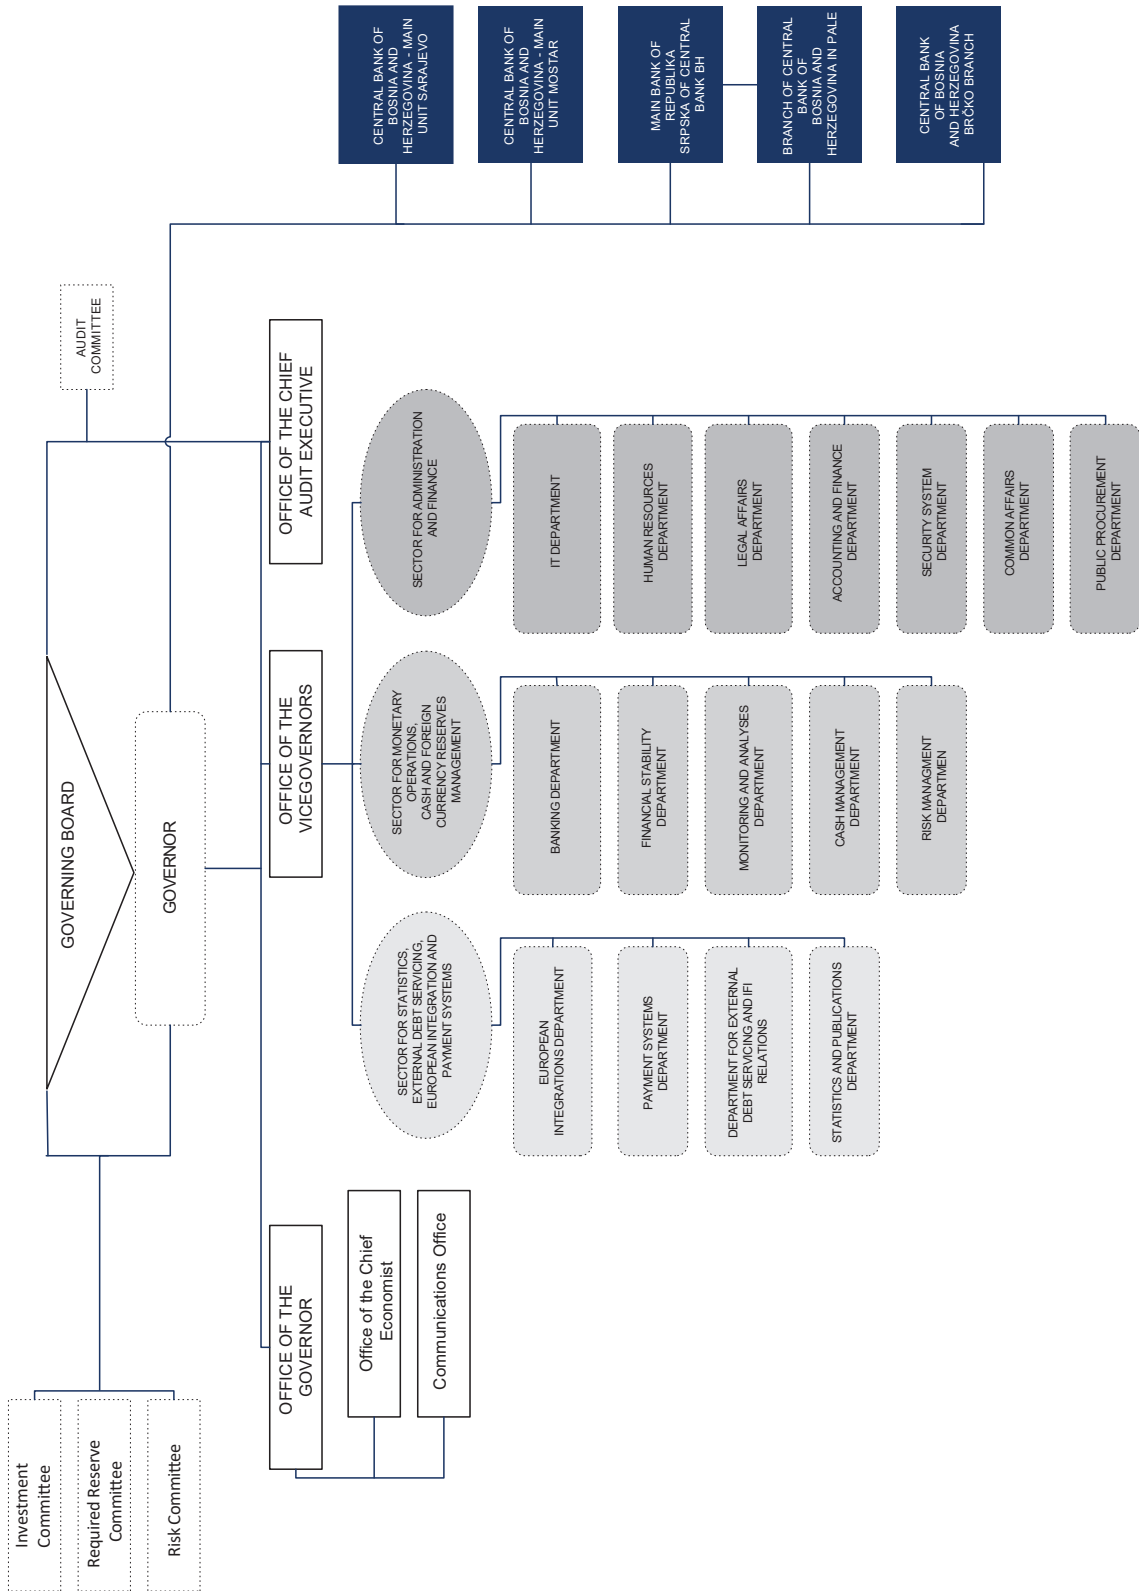 GOVERNING BOARD
GOVERNOR
Investment
Committee
Required Reserve
Committee
Risk Committee
AUDIT
COMMITTEE
OFFICE OF THE
GOVERNOR
Office of the Chief
Economist
Communications Office
OFFICE OF THE
VICEGOVERNORS
OFFICE OF THE CHIEF
AUDIT EXECUTIVE
SECTOR FOR STATISTICS,
EXTERNAL DEBT SERVICING,
EUROPEAN INTEGRATION AND
PAYMENT SYSTEMS
EUROPEAN
INTEGRATIONS DEPARTMENT
PAYMENT SYSTEMS
DEPARTMENT
DEPARTMENT FOR EXTERNAL
DEBT SERVICING AND IFI
RELATIONS
STATISTICS AND PUBLICATIONS
DEPARTMENT
SECTOR FOR MONETARY
OPERATIONS,
CASH AND FOREIGN
CURRENCY RESERVES
MANAGEMENT
BANKING DEPARTMENT
FINANCIAL STABILITY
DEPARTMENT
MONITORING AND ANALYSES
DEPARTMENT
CASH MANAGEMENT
DEPARTMENT
RISK MANAGMENT
DEPARTMEN
SECTOR FOR ADMINISTRATION
AND FINANCE
IT DEPARTMENT
HUMAN RESOURCES
DEPARTMENT
LEGAL AFFAIRS
DEPARTMENT
ACCOUNTING AND FINANCE
DEPARTMENT
SECURITY SYSTEM
DEPARTMENT
COMMON AFFAIRS
DEPARTMENT
PUBLIC PROCUREMENT
DEPARTMENT
CENTRAL BANK OF
BOSNIA AND
HERZEGOVINA - MAIN
UNIT SARAJEVO
CENTRAL BANK OF
BOSNIA AND
HERZEGOVINA - MAIN
UNIT MOSTAR
MAIN BANK OF
REPUBLIKA
SRPSKA OF CENTRAL
BANK BH
BRANCH OF CENTRAL
BANK OF
BOSNIA AND
HERZEGOVINA IN PALE
CENTRAL BANK
OF BOSNIA
AND HERZEGOVINA
BRČKO BRANCH